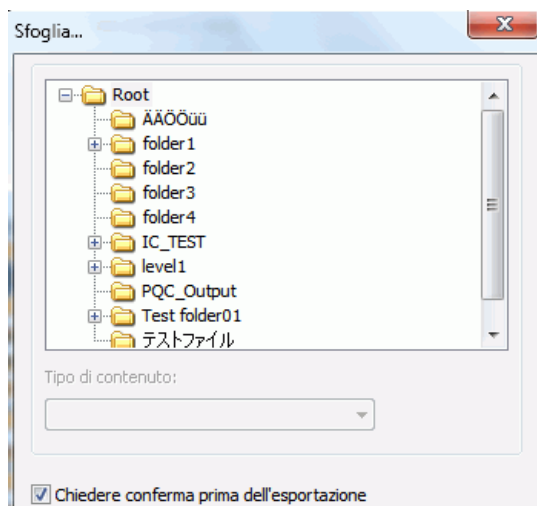 Sfoglia...
Root
ÄÄÖÖüü
folder1
folder2
folder3
folder4
IC_TEST
level1
PQC_Output
Test folder01
テストファイル
Tipo di contenuto:
Chiedere conferma prima dell'esportazione